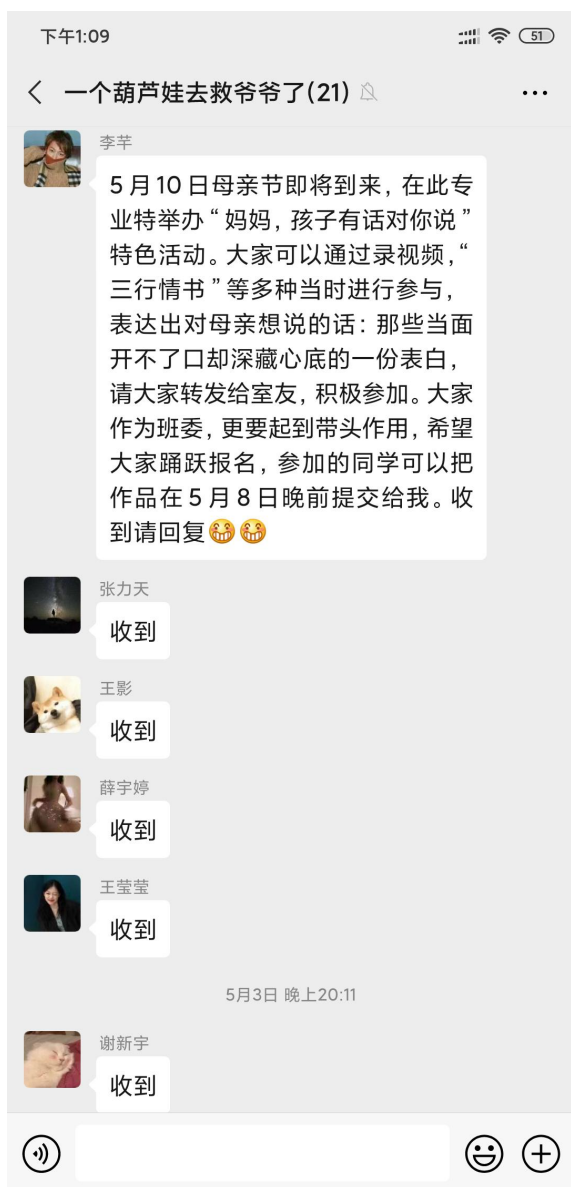 下午1:09
51
一个葫芦娃去救爷爷了(21)
李芊
5月10日母亲节即将到来，在此专
业特举办“妈妈，孩子有话对你说”
特色活动。大家可以通过录视频，“
三行情书”等多种当时进行参与，
表达出对母亲想说的话：那些当面
开不了口却深藏心底的一份表白，
请大家转发给室友，积极参加。大家
作为班委，更要起到带头作用，希望
大家踊跃报名，参加的同学可以把
作品在5月8日晚前提交给我。收
到请回复
张力天
收到
王影
收到
薛宇婷
收到
王莹莹
收到
5月3日 晚上20:11
谢新宇
收到